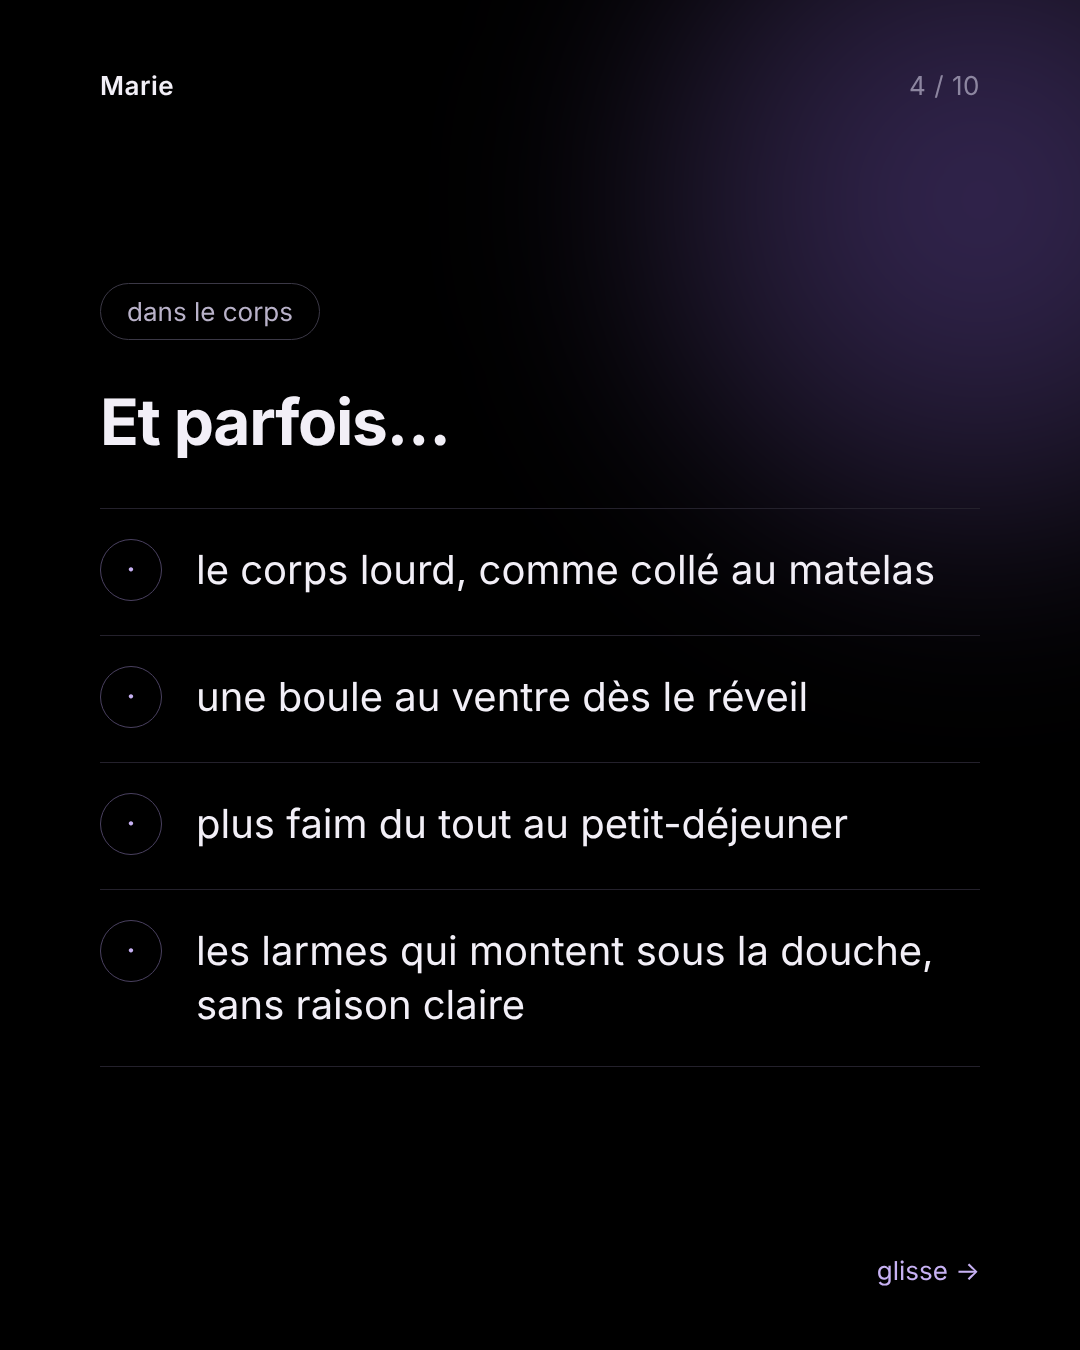 Marie
4 / 10
dans le corps
Et parfois…
le corps lourd, comme collé au matelas
une boule au ventre dès le réveil
plus faim du tout au petit-déjeuner
les larmes qui montent sous la douche,
sans raison claire
glisse →